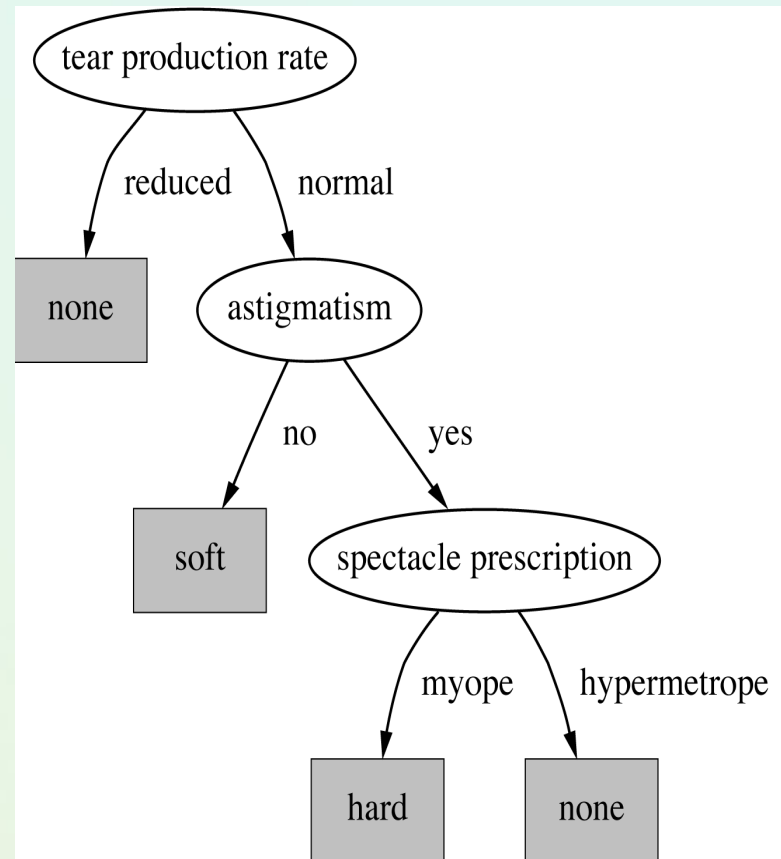 tear production rate
reduced
normal
none
astigmatism
no
yes
soft
spectacle prescription
myope
hypermetrope
hard
none